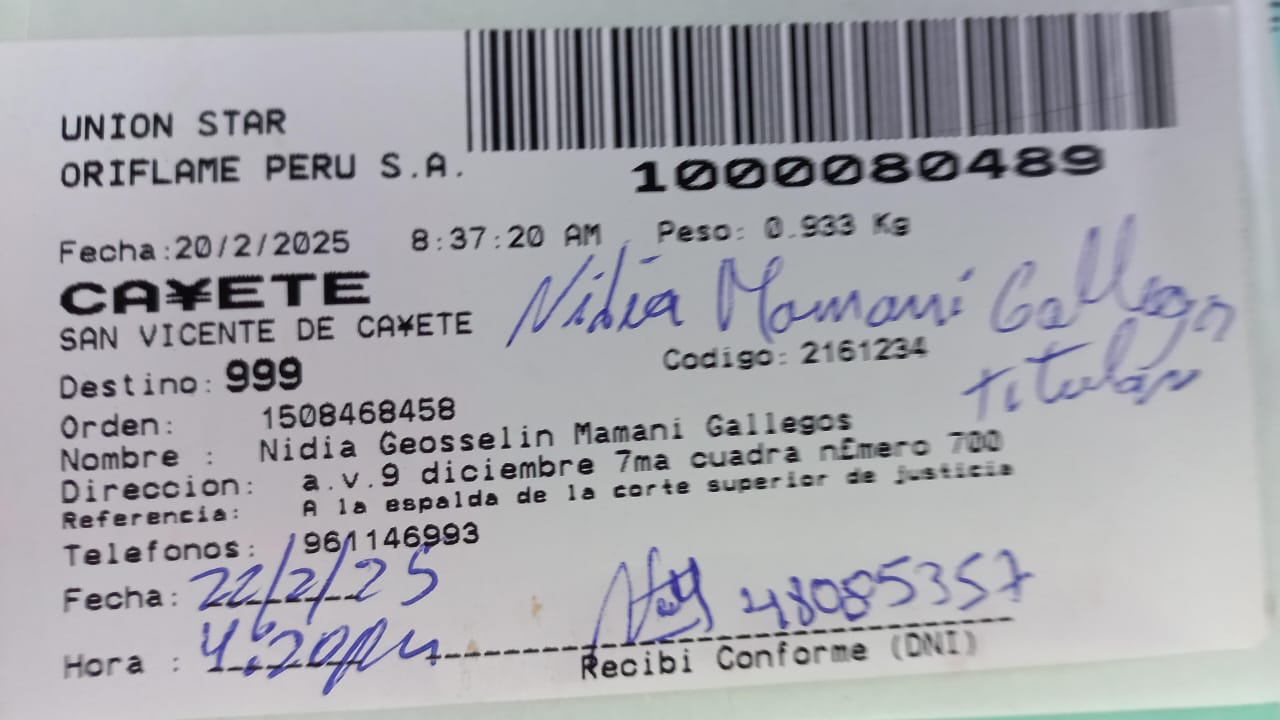 UNION STAR
ORIFLAME PERU S.A.
1000080489
Fecha:20/2/2025 8:37:20 AM Peso: 0.933 Kg
CA¥ETE
SAN VICENTE DE CA¥ETE
Nidia Mamani Gallegos
Codigo: 2161234
titular
Destino: 999
Orden: 1508468458
Nombre : Nidia Geosselin Mamani Gallegos
Direccion: a.v.9 diciembre 7ma cuadra n£mero 700
Referencia: A la espalda de la corte superior de justicia
Telefonos: 961146993
Fecha: 22/2/25
48085357
Hora : 4:20pm
Recibi Conforme (DNI)